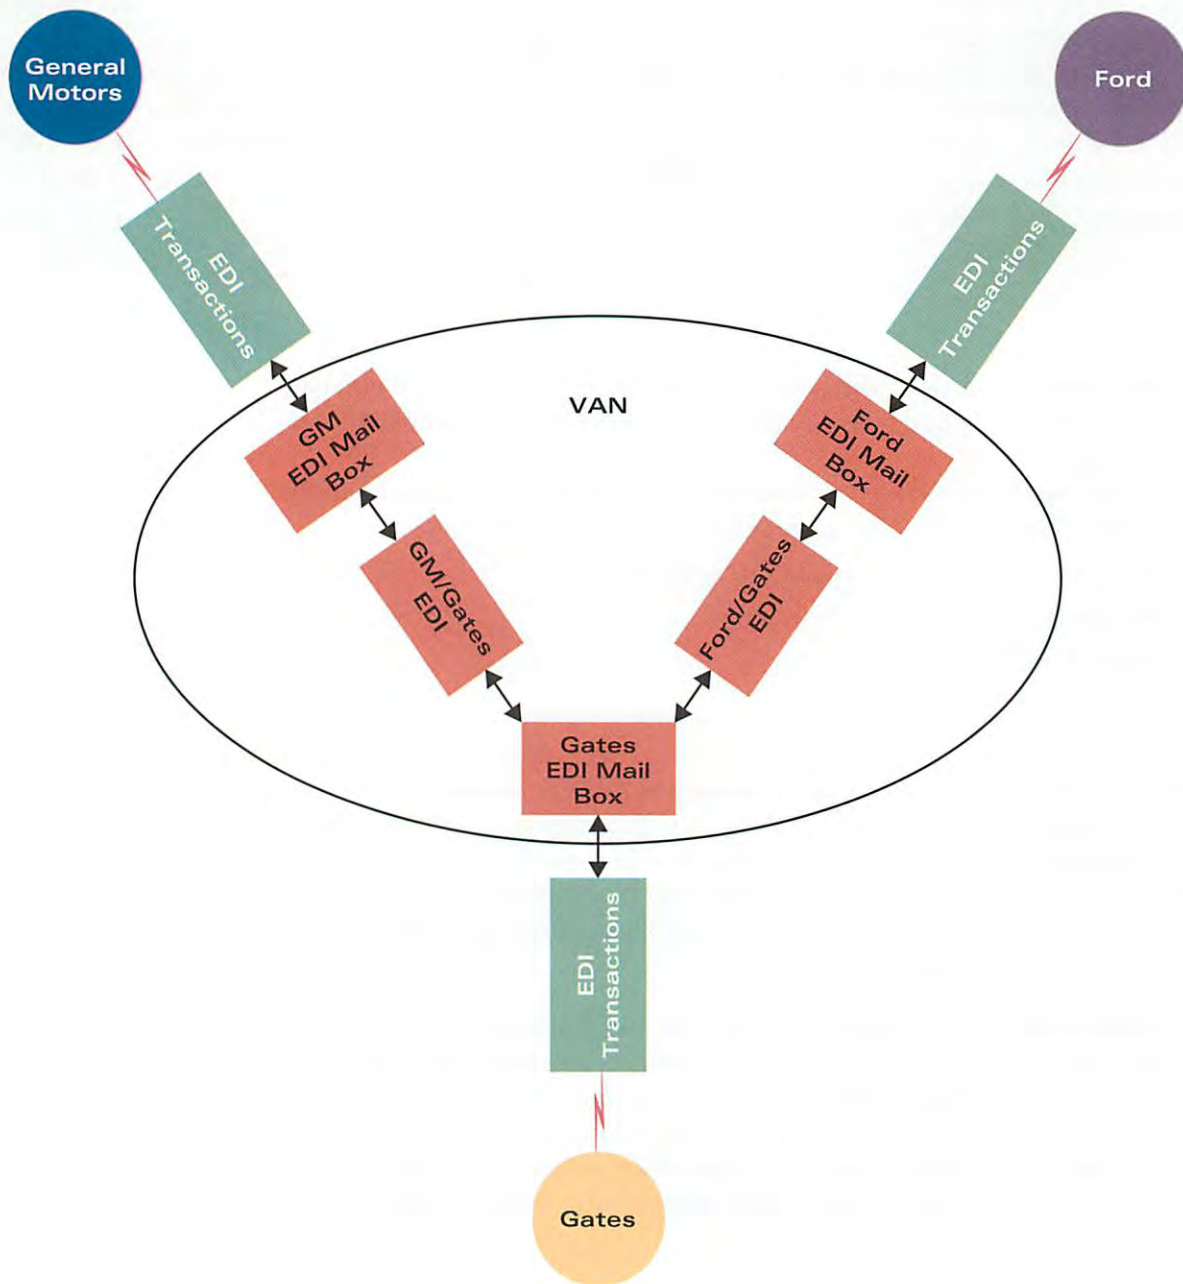 General
Motors
Ford
EDI
Transactions
EDI
Transactions
VAN
GM
EDI Mail
Box
Ford
EDI Mail
Box
GM/Gates
EDI
Ford/Gates
EDI
Gates
EDI Mail
Box
EDI
Transactions
Gates